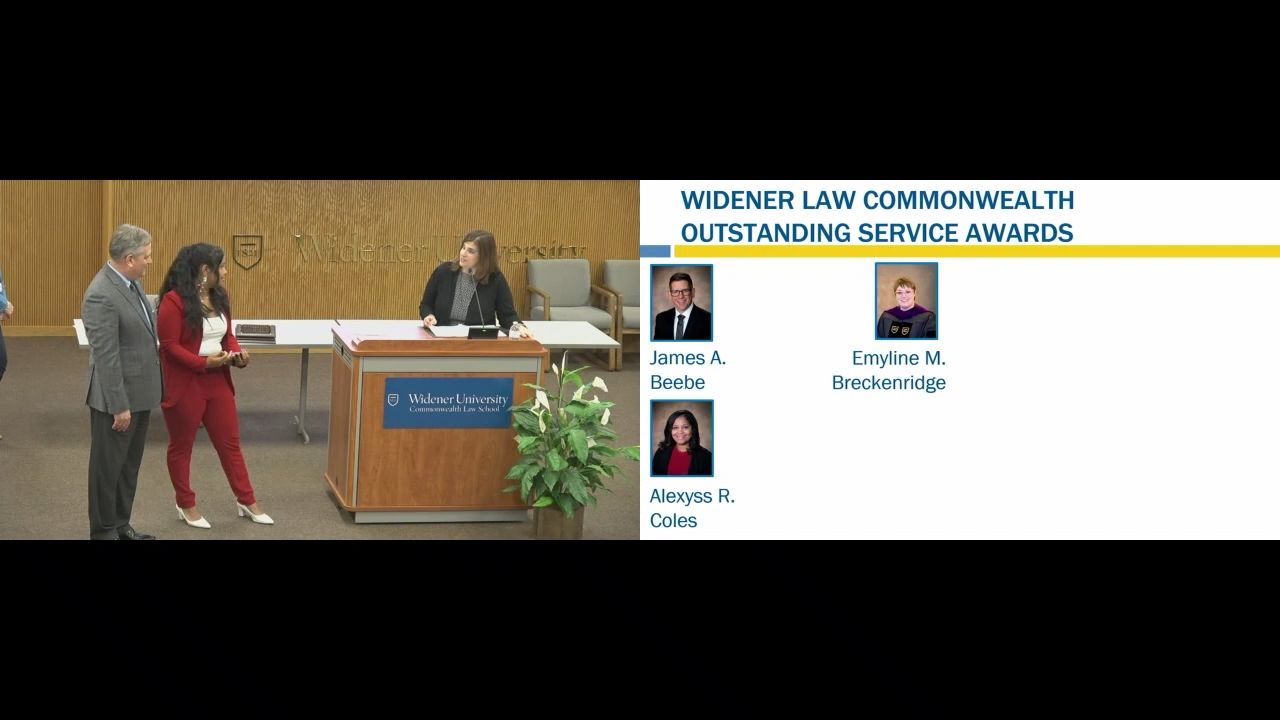 Widener University
1821
Widener University
Commonwealth Law School
WIDENER LAW COMMONWEALTH
OUTSTANDING SERVICE AWARDS
James A.
Beebe
Emyline M.
Breckenridge
Alexyss R.
Coles